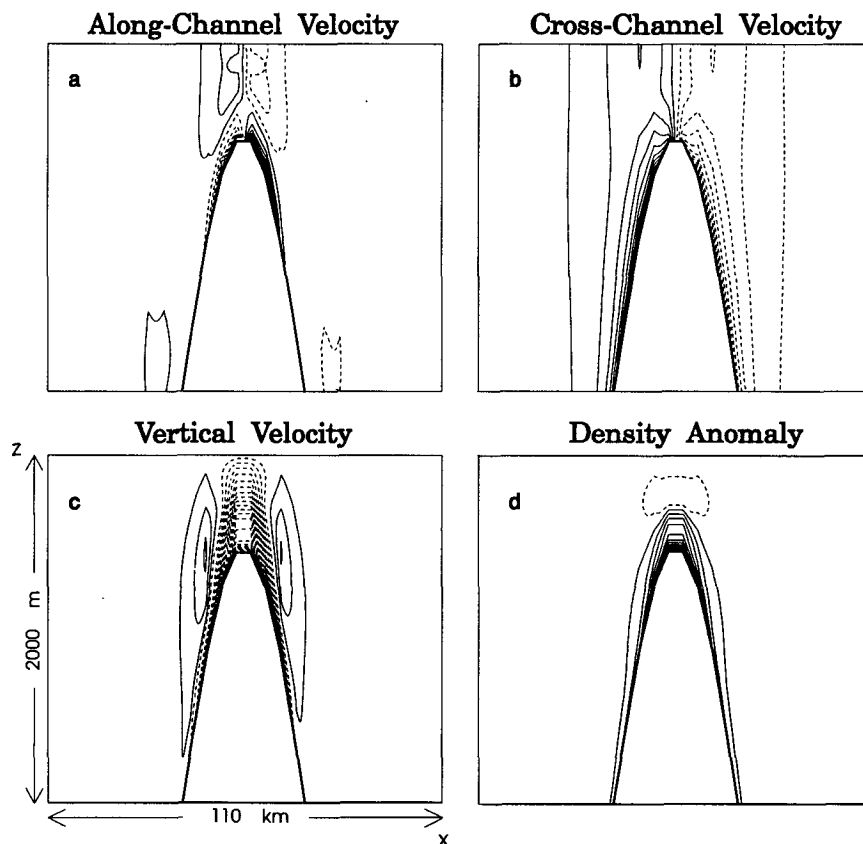 Along-Channel Velocity
Cross-Channel Velocity
a
b
Vertical Velocity
Density Anomaly
z
c
d
2000 m
110 km
x